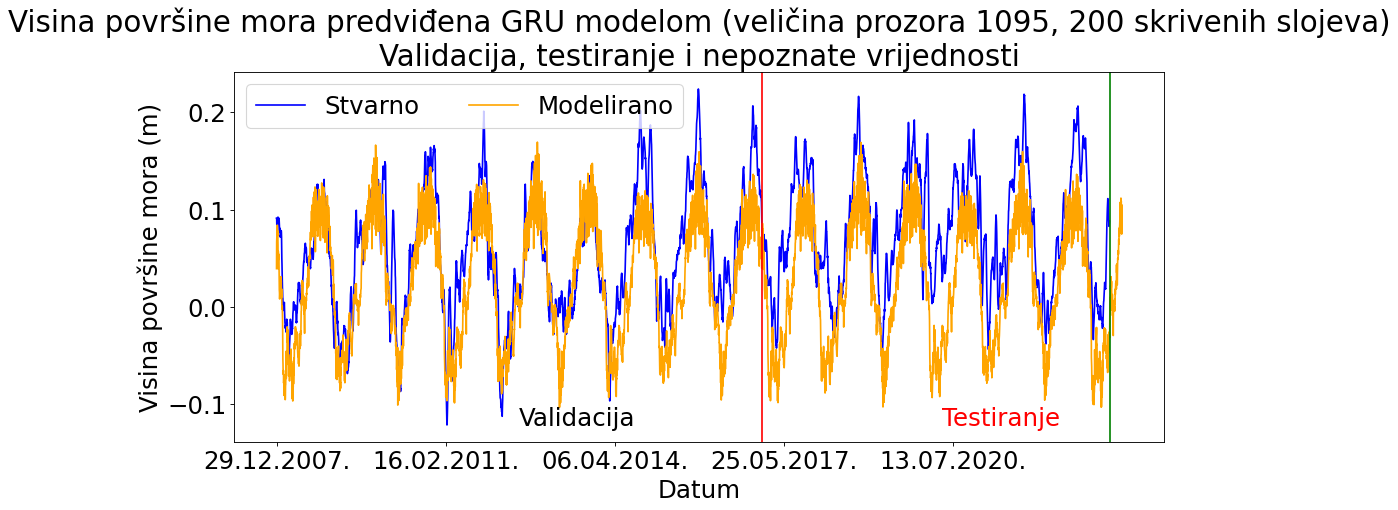 Visina površine mora predviđena GRU modelom (veličina prozora 1095, 200 skrivenih slojeva)
Validacija, testiranje i nepoznate vrijednosti
Stvarno Modelirano
Visina površine mora (m)
0.2
0.1
0.0
−0.1
Validacija Testiranje
29.12.2007. 16.02.2011. 06.04.2014. 25.05.2017. 13.07.2020.
Datum